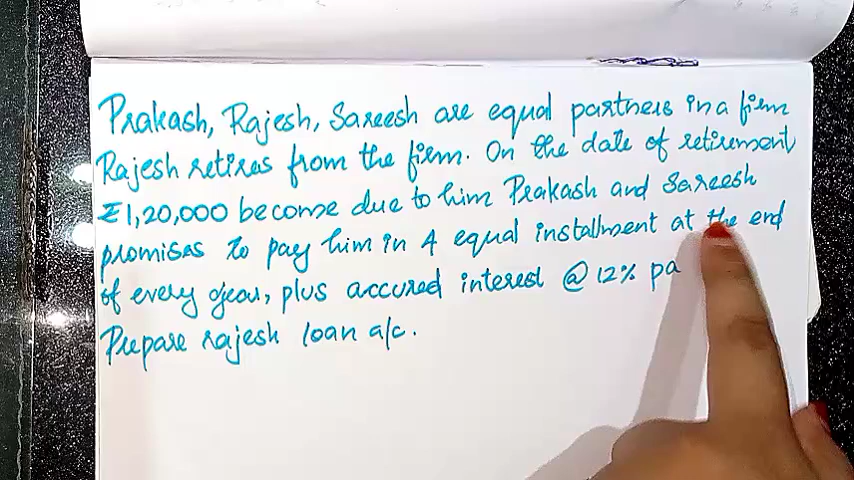 Prakash, Rajesh, Sareesh are equal partners in a firm
Rajesh retires from the firm. On the date of retirement
₹1,20,000 become due to him Prakash and Sareesh
promises to pay him in 4 equal installment at the end
of every year, plus accured interest @ 12% pa
Prepare rajesh loan a/c.